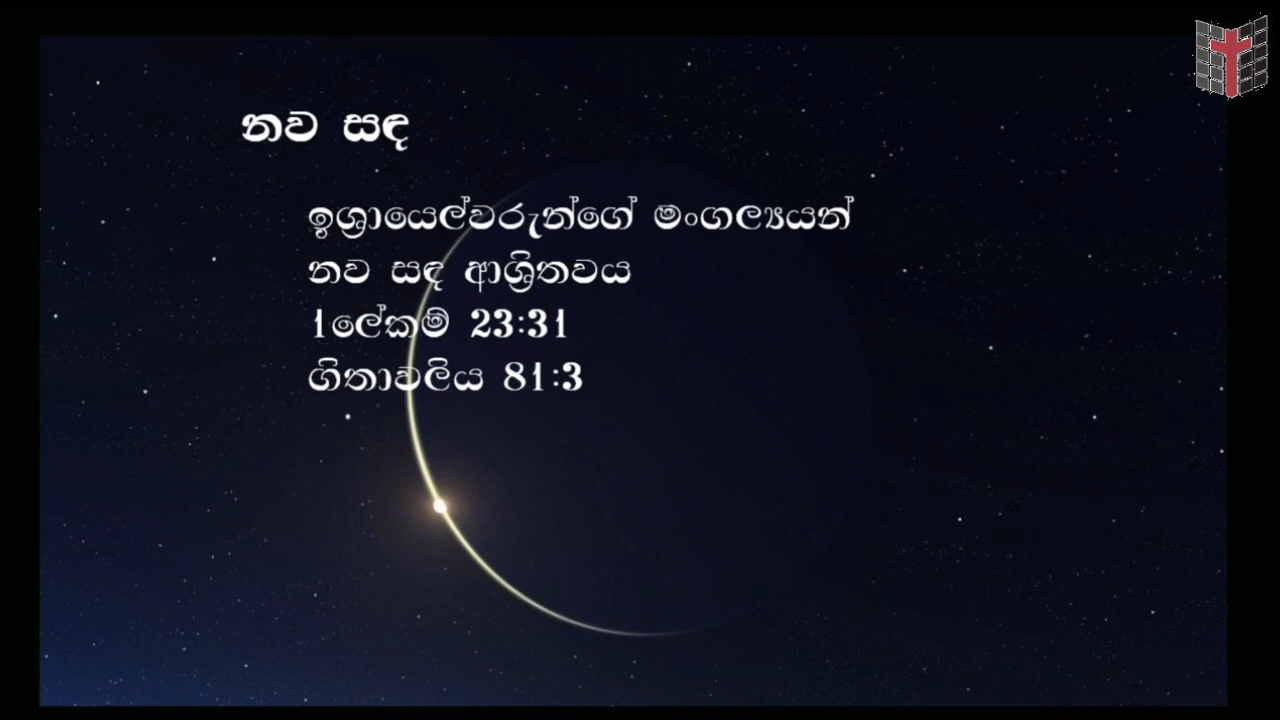 නව සඳ
ඉශ්‍රායෙල්වරුන්ගේ මංගල්‍යයන්
නව සඳ ආශ්‍රිතවය
1ලේකම් 23:31
ගිතාවලිය 81:3